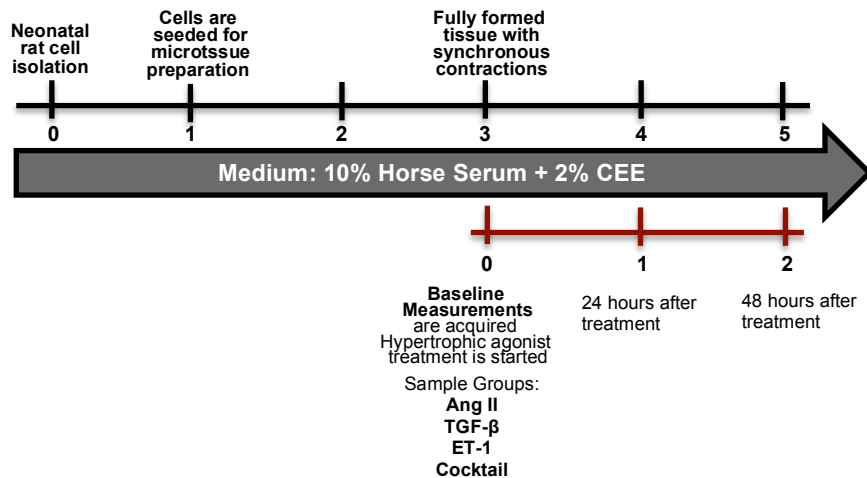 Neonatal
rat cell
isolation
Cells are
seeded for
microtssue
preparation
Fully formed
tissue with
synchronous
contractions
0
1
2
3
4
5
Medium: 10% Horse Serum + 2% CEE
0
1
2
Baseline
Measurements
are acquired
Hypertrophic agonist
treatment is started
24 hours after
treatment
48 hours after
treatment
Sample Groups:
Ang II
TGF-β
ET-1
Cocktail